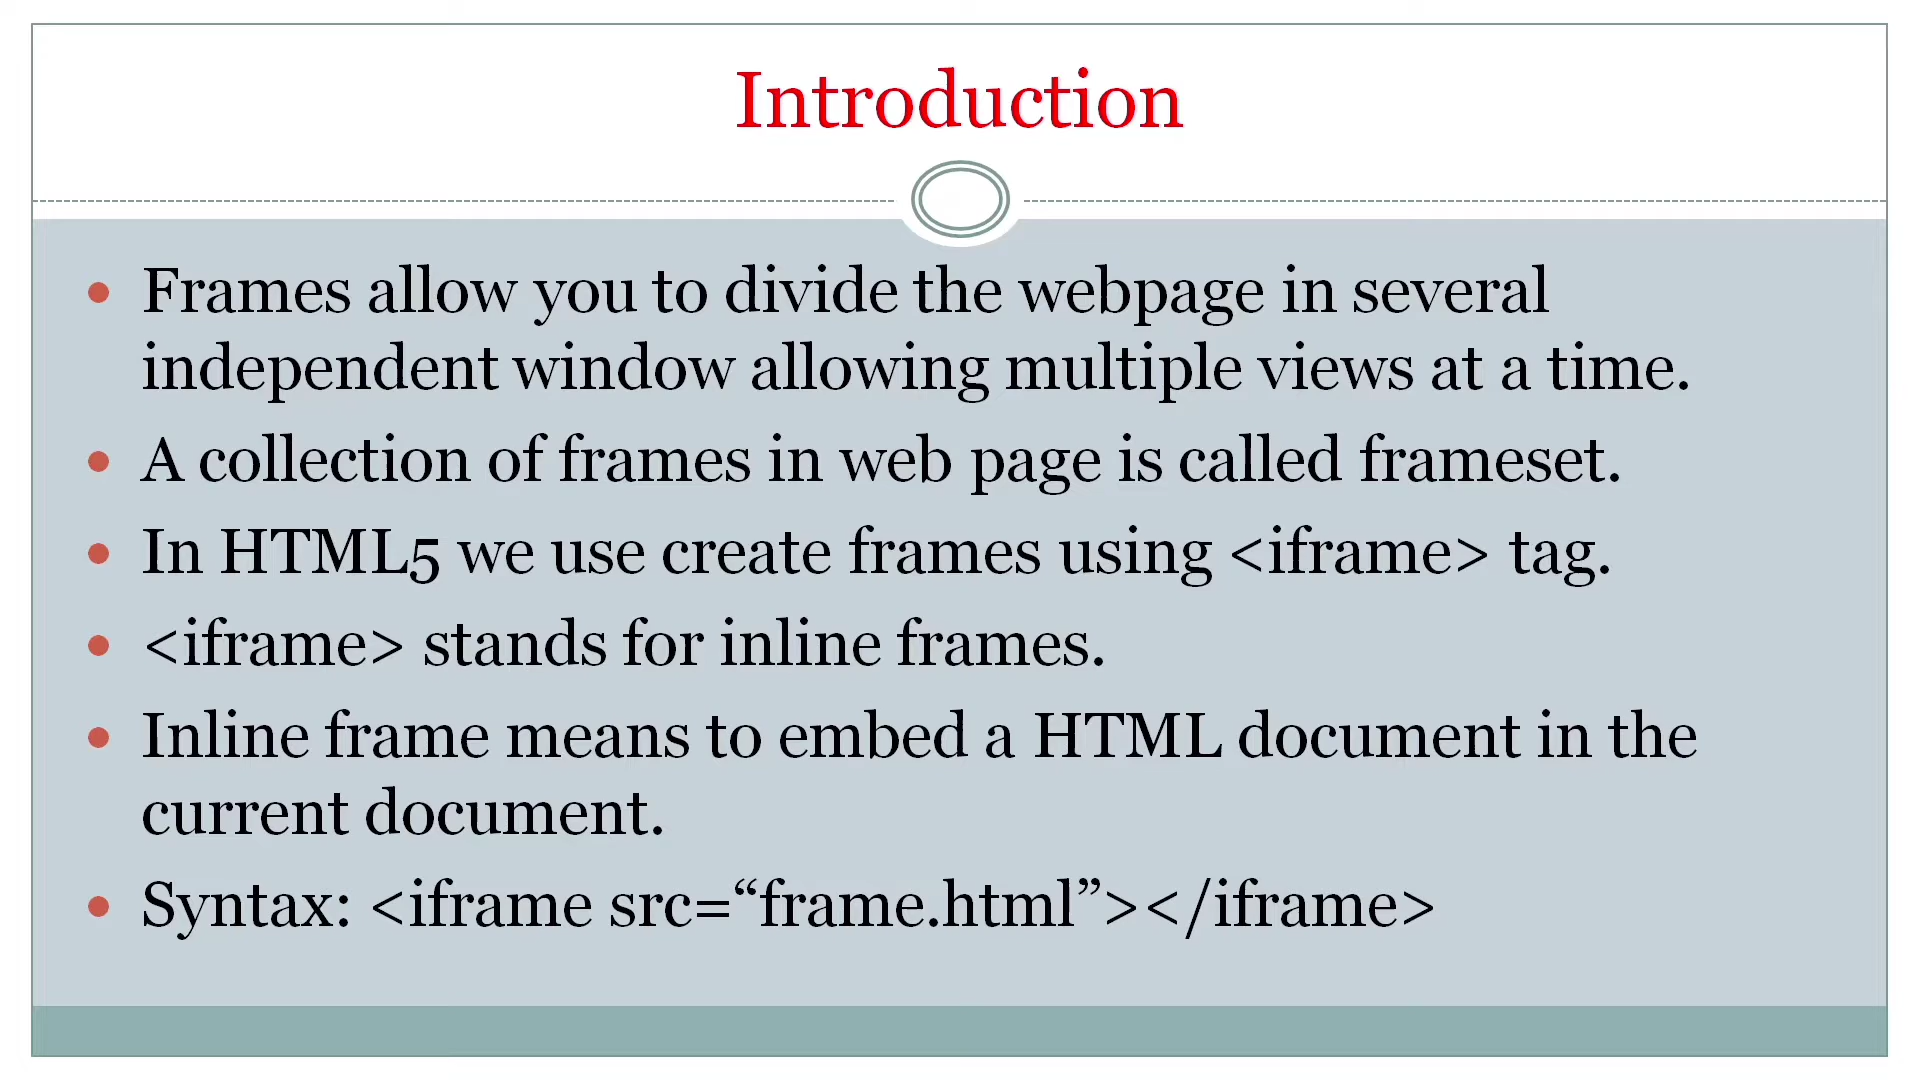 Introduction
• Frames allow you to divide the webpage in several
independent window allowing multiple views at a time.
• A collection of frames in web page is called frameset.
• In HTML5 we use create frames using <iframe> tag.
• <iframe> stands for inline frames.
• Inline frame means to embed a HTML document in the
current document.
• Syntax: <iframe src=“frame.html”></iframe>